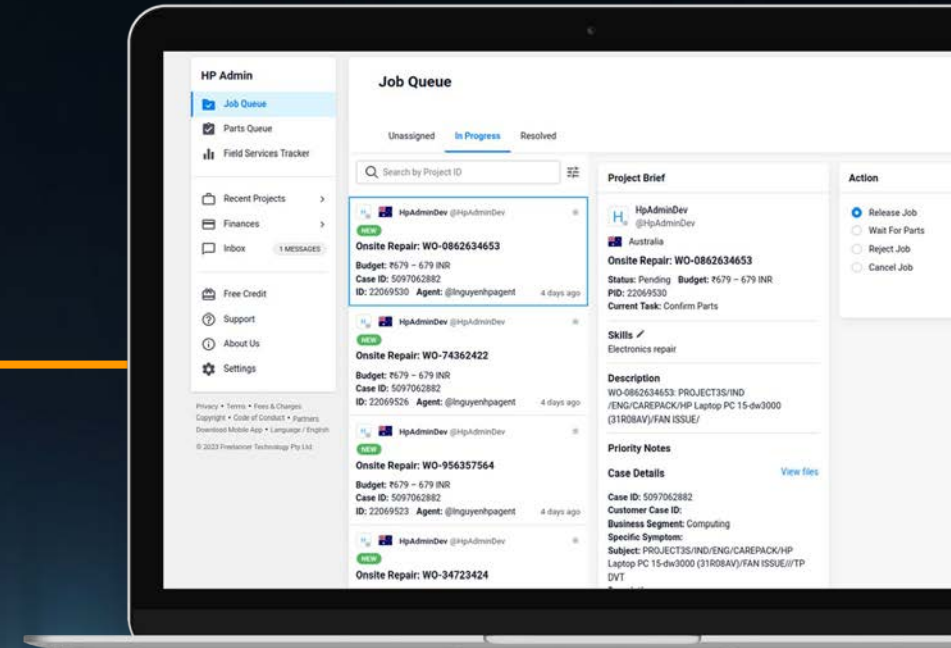 HP Admin
Job Queue
Parts Queue
Field Services Tracker
Recent Projects
Finances
Inbox 1 MESSAGES
Free Credit
Support
About Us
Settings
Privacy • Terms • Fees & Charges
Copyright • Code of Conduct • Partners
Download Mobile App • Language / English
© 2023 Freelancer Technology Pty Ltd
Job Queue
Unassigned In Progress Resolved
Search by Project ID
HpAdminDev @HpAdminDev
NEW
Onsite Repair: WO-0862634653
Budget: ₹679 – 679 INR
Case ID: 5097062882
ID: 22069530 Agent: @lnguyenhpagent 4 days ago
HpAdminDev @HpAdminDev
NEW
Onsite Repair: WO-74362422
Budget: ₹679 – 679 INR
Case ID: 5097062882
ID: 22069526 Agent: @lnguyenhpagent 4 days ago
HpAdminDev @HpAdminDev
NEW
Onsite Repair: WO-956357564
Budget: ₹679 – 679 INR
Case ID: 5097062882
ID: 22069523 Agent: @lnguyenhpagent 4 days ago
HpAdminDev @HpAdminDev
NEW
Onsite Repair: WO-34723424
Project Brief
HpAdminDev
@HpAdminDev
Australia
Onsite Repair: WO-0862634653
Status: Pending Budget: ₹679 – 679 INR
PID: 22069530
Current Task: Confirm Parts
Skills
Electronics repair
Description
WO-0862634653: PROJECT3S/IND
/ENG/CAREPACK/HP Laptop PC 15-dw3000
(31R08AV)/FAN ISSUE/
Priority Notes
Case Details View files
Case ID: 5097062882
Customer Case ID:
Business Segment: Computing
Specific Symptom:
Subject: PROJECT3S/IND/ENG/CAREPACK/HP
Laptop PC 15-dw3000 (31R08AV)/FAN ISSUE///TP
DVT
Action
Release Job
Wait For Parts
Reject Job
Cancel Job